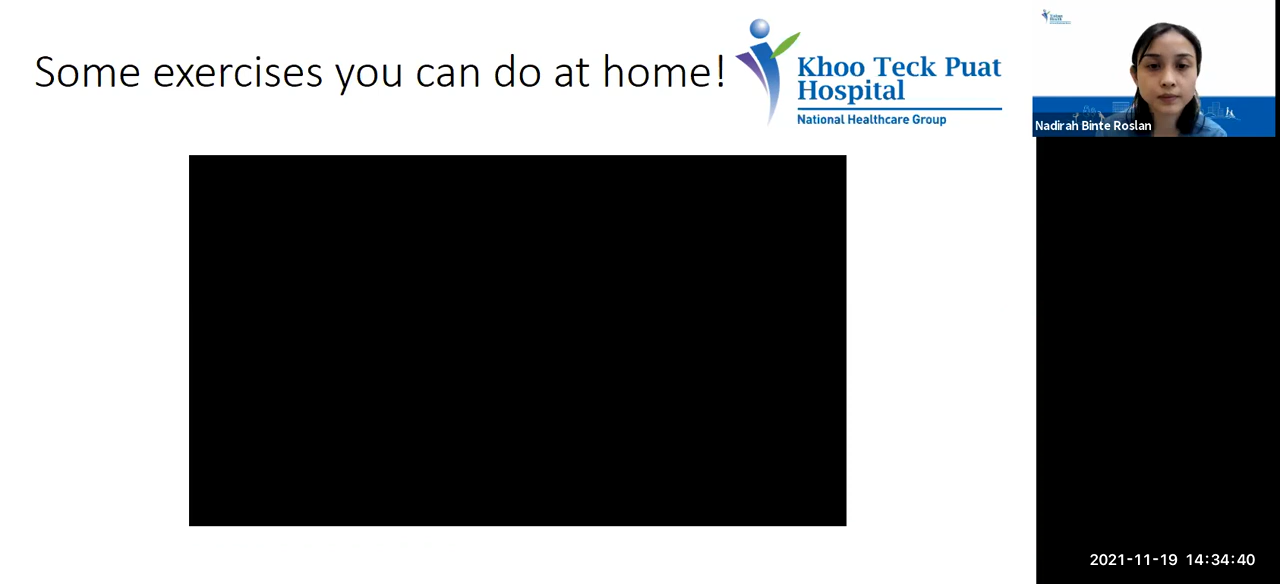 Some exercises you can do at home!
Khoo Teck Puat
Hospital
National Healthcare Group
Nadirah Binte Roslan
2021-11-19 14:34:40